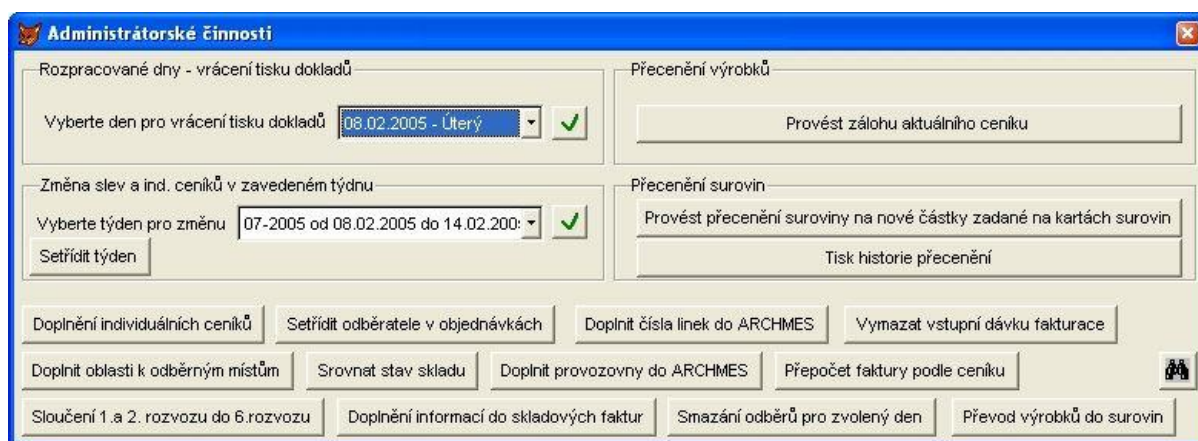 Administrátorské činnosti
Rozpracované dny - vrácení tisku dokladů
Vyberte den pro vrácení tisku dokladů 08.02.2005 - Úterý
Přecenění výrobků
Provést zálohu aktuálního ceníku
Změna slev a ind. ceníků v zavedeném týdnu
Vyberte týden pro změnu 07-2005 od 08.02.2005 do 14.02.200
Setřídit týden
Přecenění surovin
Provést přecenění suroviny na nové částky zadané na kartách surovin
Tisk historie přecenění
Doplnění individuálních ceníků Setřídit odběratele v objednávkách Doplnit čísla linek do ARCHMES Vymazat vstupní dávku fakturace
Doplnit oblasti k odběrným místům Srovnat stav skladu Doplnit provozovny do ARCHMES Přepočet faktury podle ceníku
Sloučení 1.a 2. rozvozu do 6.rozvozu Doplnění informací do skladových faktur Smazání odběrů pro zvolený den Převod výrobků do surovin